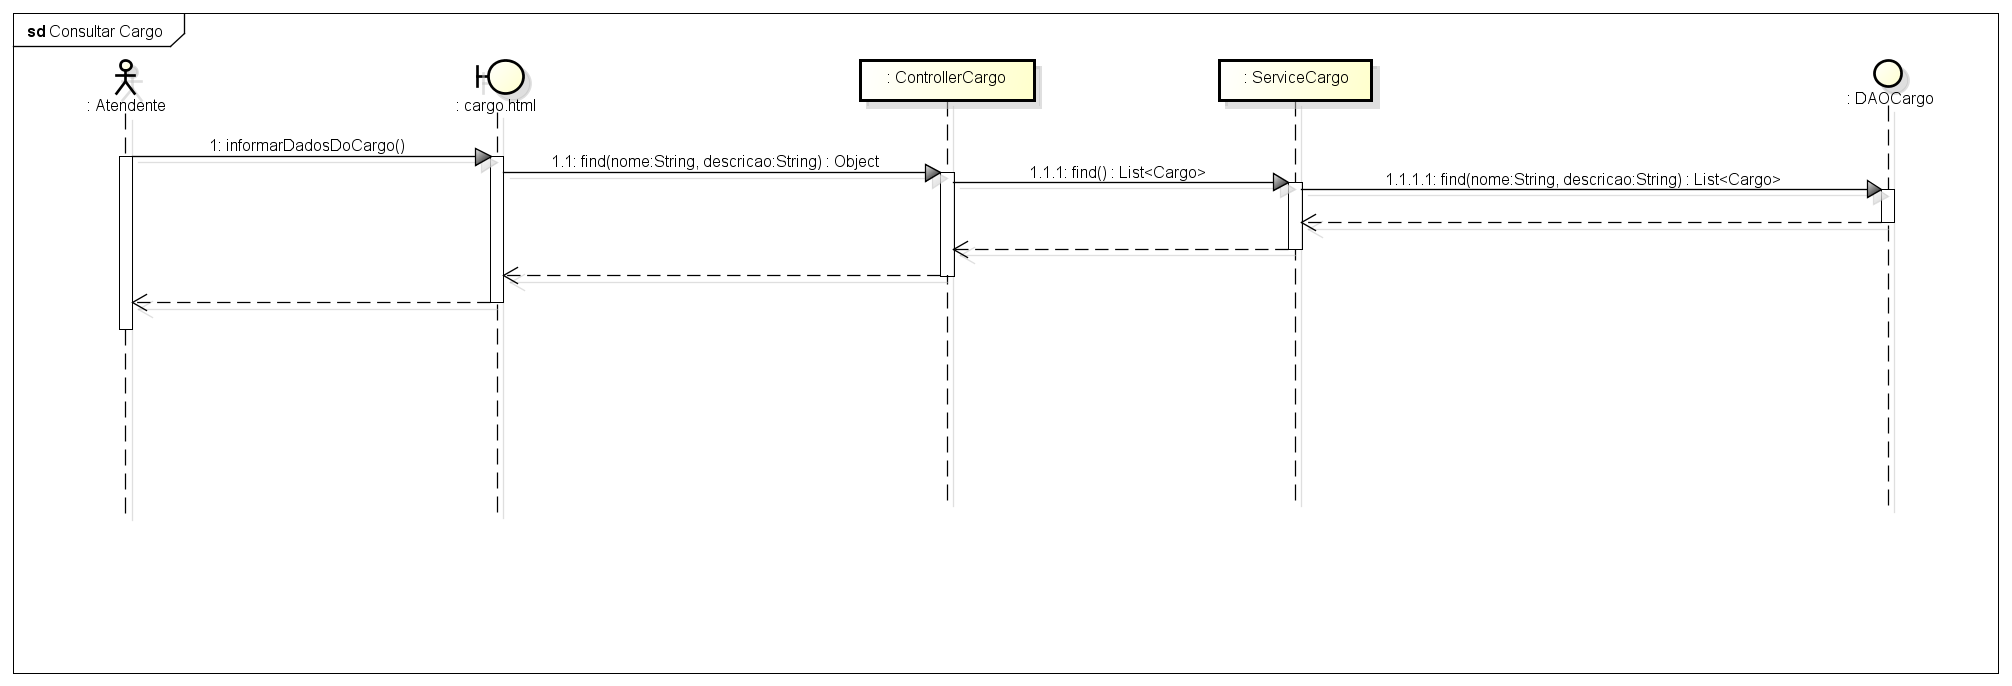 sd Consultar Cargo
: Atendente
: cargo.html
: ControllerCargo
: ServiceCargo
: DAOCargo
1: informarDadosDoCargo()
1.1: find(nome:String, descricao:String) : Object
1.1.1: find() : List<Cargo>
1.1.1.1: find(nome:String, descricao:String) : List<Cargo>